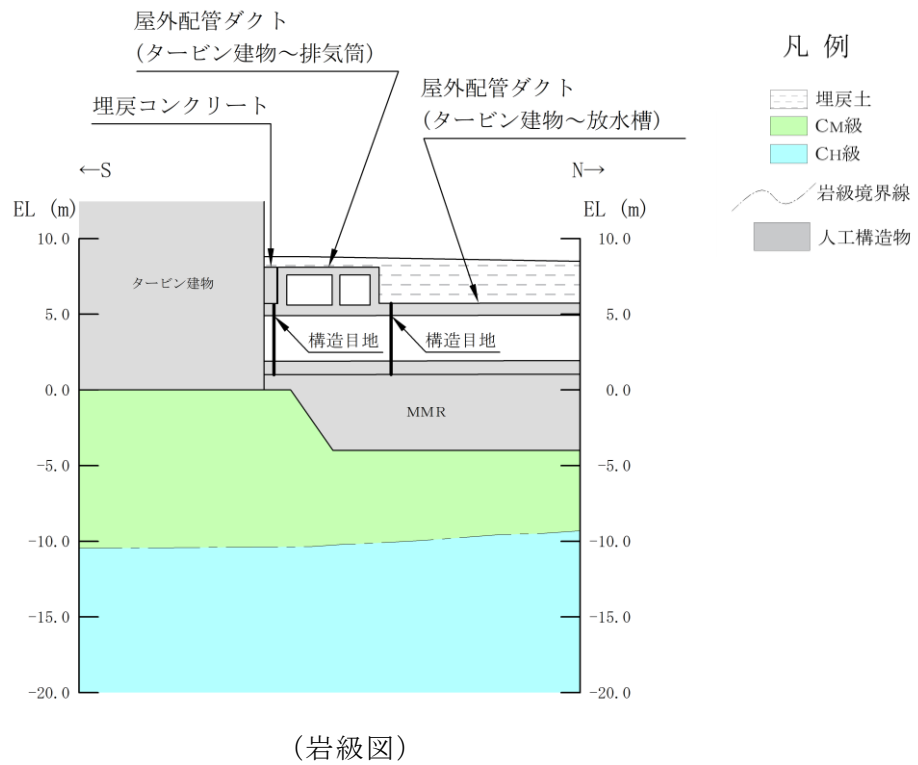 屋外配管ダクト
(タービン建物～排気筒)
埋戻コンクリート
屋外配管ダクト
(タービン建物～放水槽)
凡 例
埋戻土
CM級
CH級
岩級境界線
人工構造物
←S
N→
EL (m)
EL (m)
10.0
5.0
0.0
-5.0
-10.0
-15.0
-20.0
タービン建物
構造目地
構造目地
MMR
10.0
5.0
0.0
-5.0
-10.0
-15.0
-20.0
(岩級図)